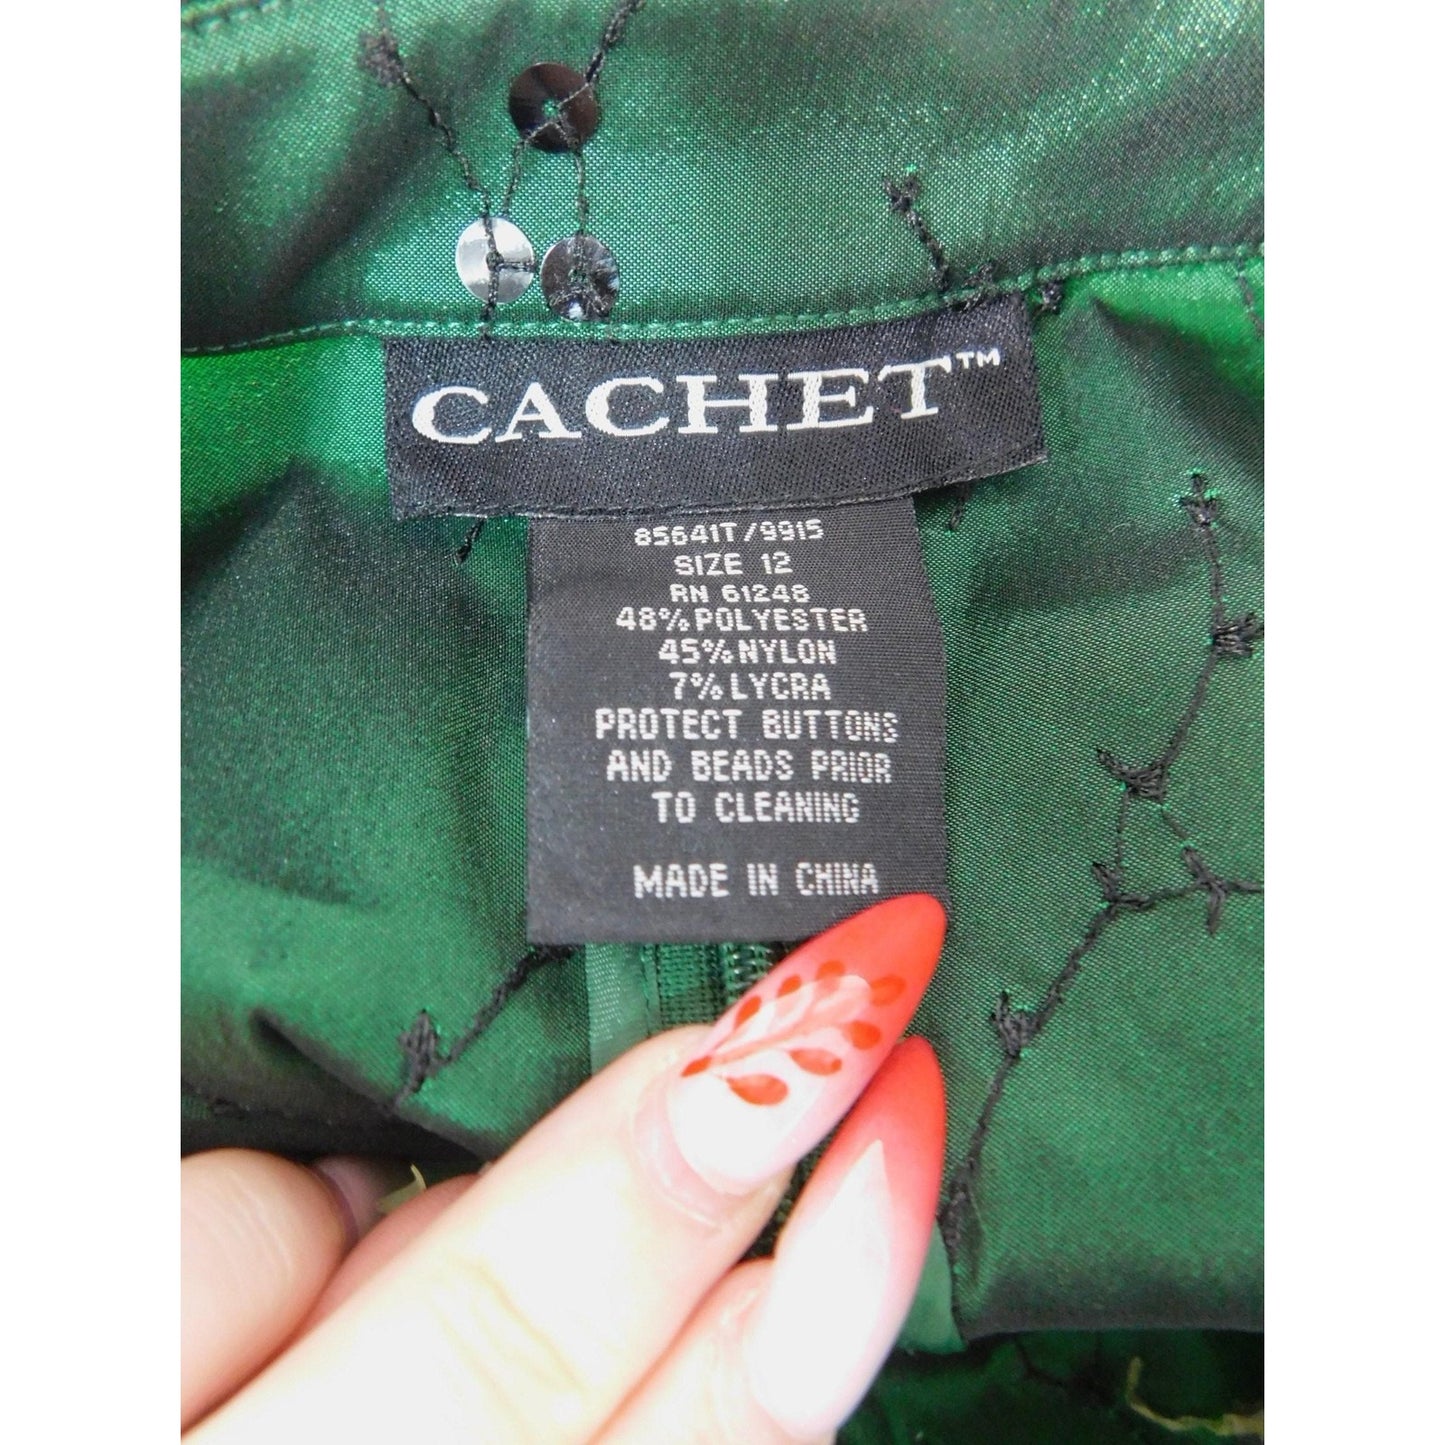 CACHET™
85641T/9915
SIZE 12
RN 61248
48% POLYESTER
45% NYLON
7% LYCRA
PROTECT BUTTONS
AND BEADS PRIOR
TO CLEANING
MADE IN CHINA